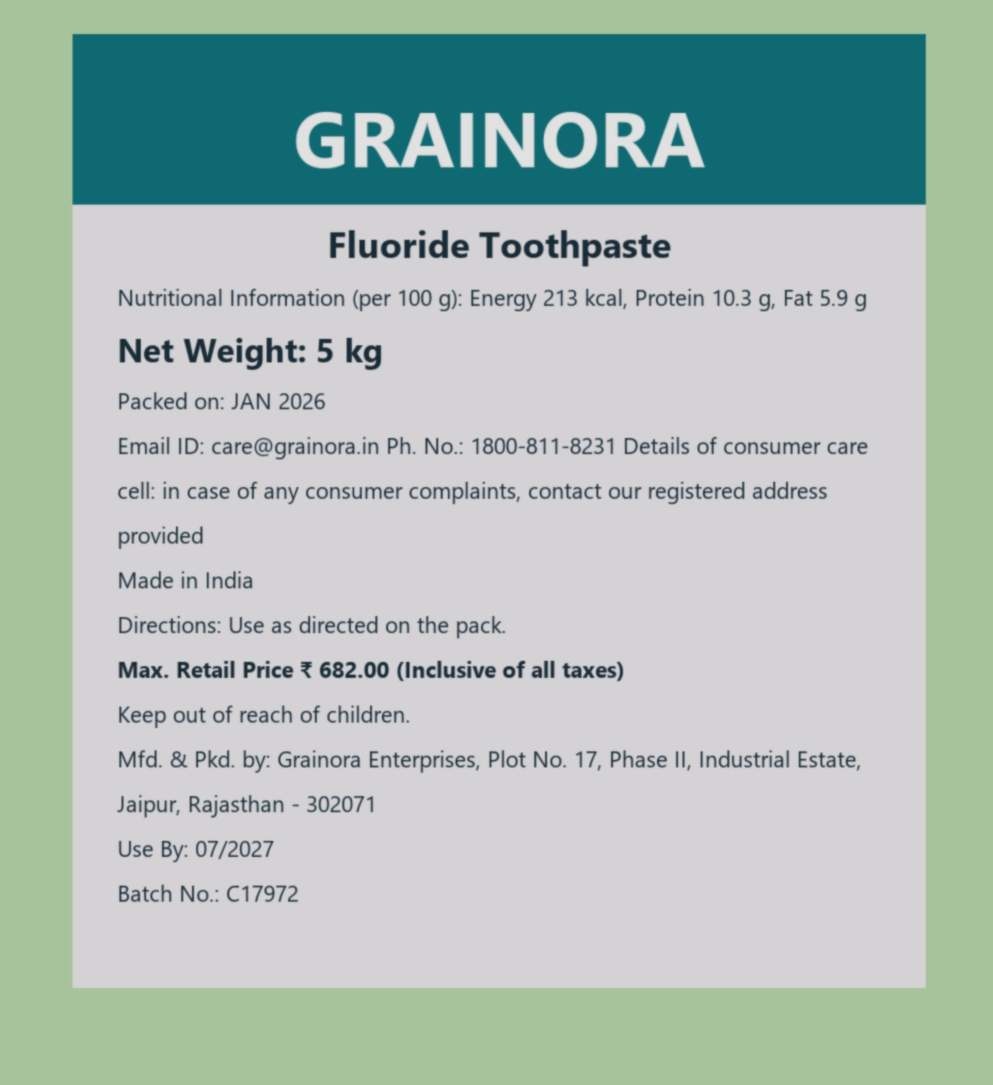 GRAINORA
Fluoride Toothpaste
Nutritional Information (per 100 g): Energy 213 kcal, Protein 10.3 g, Fat 5.9 g
Net Weight: 5 kg
Packed on: JAN 2026
Email ID: care@grainora.in Ph. No.: 1800-811-8231 Details of consumer care
cell: in case of any consumer complaints, contact our registered address
provided
Made in India
Directions: Use as directed on the pack.
Max. Retail Price ₹ 682.00 (Inclusive of all taxes)
Keep out of reach of children.
Mfd. & Pkd. by: Grainora Enterprises, Plot No. 17, Phase II, Industrial Estate,
Jaipur, Rajasthan - 302071
Use By: 07/2027
Batch No.: C17972